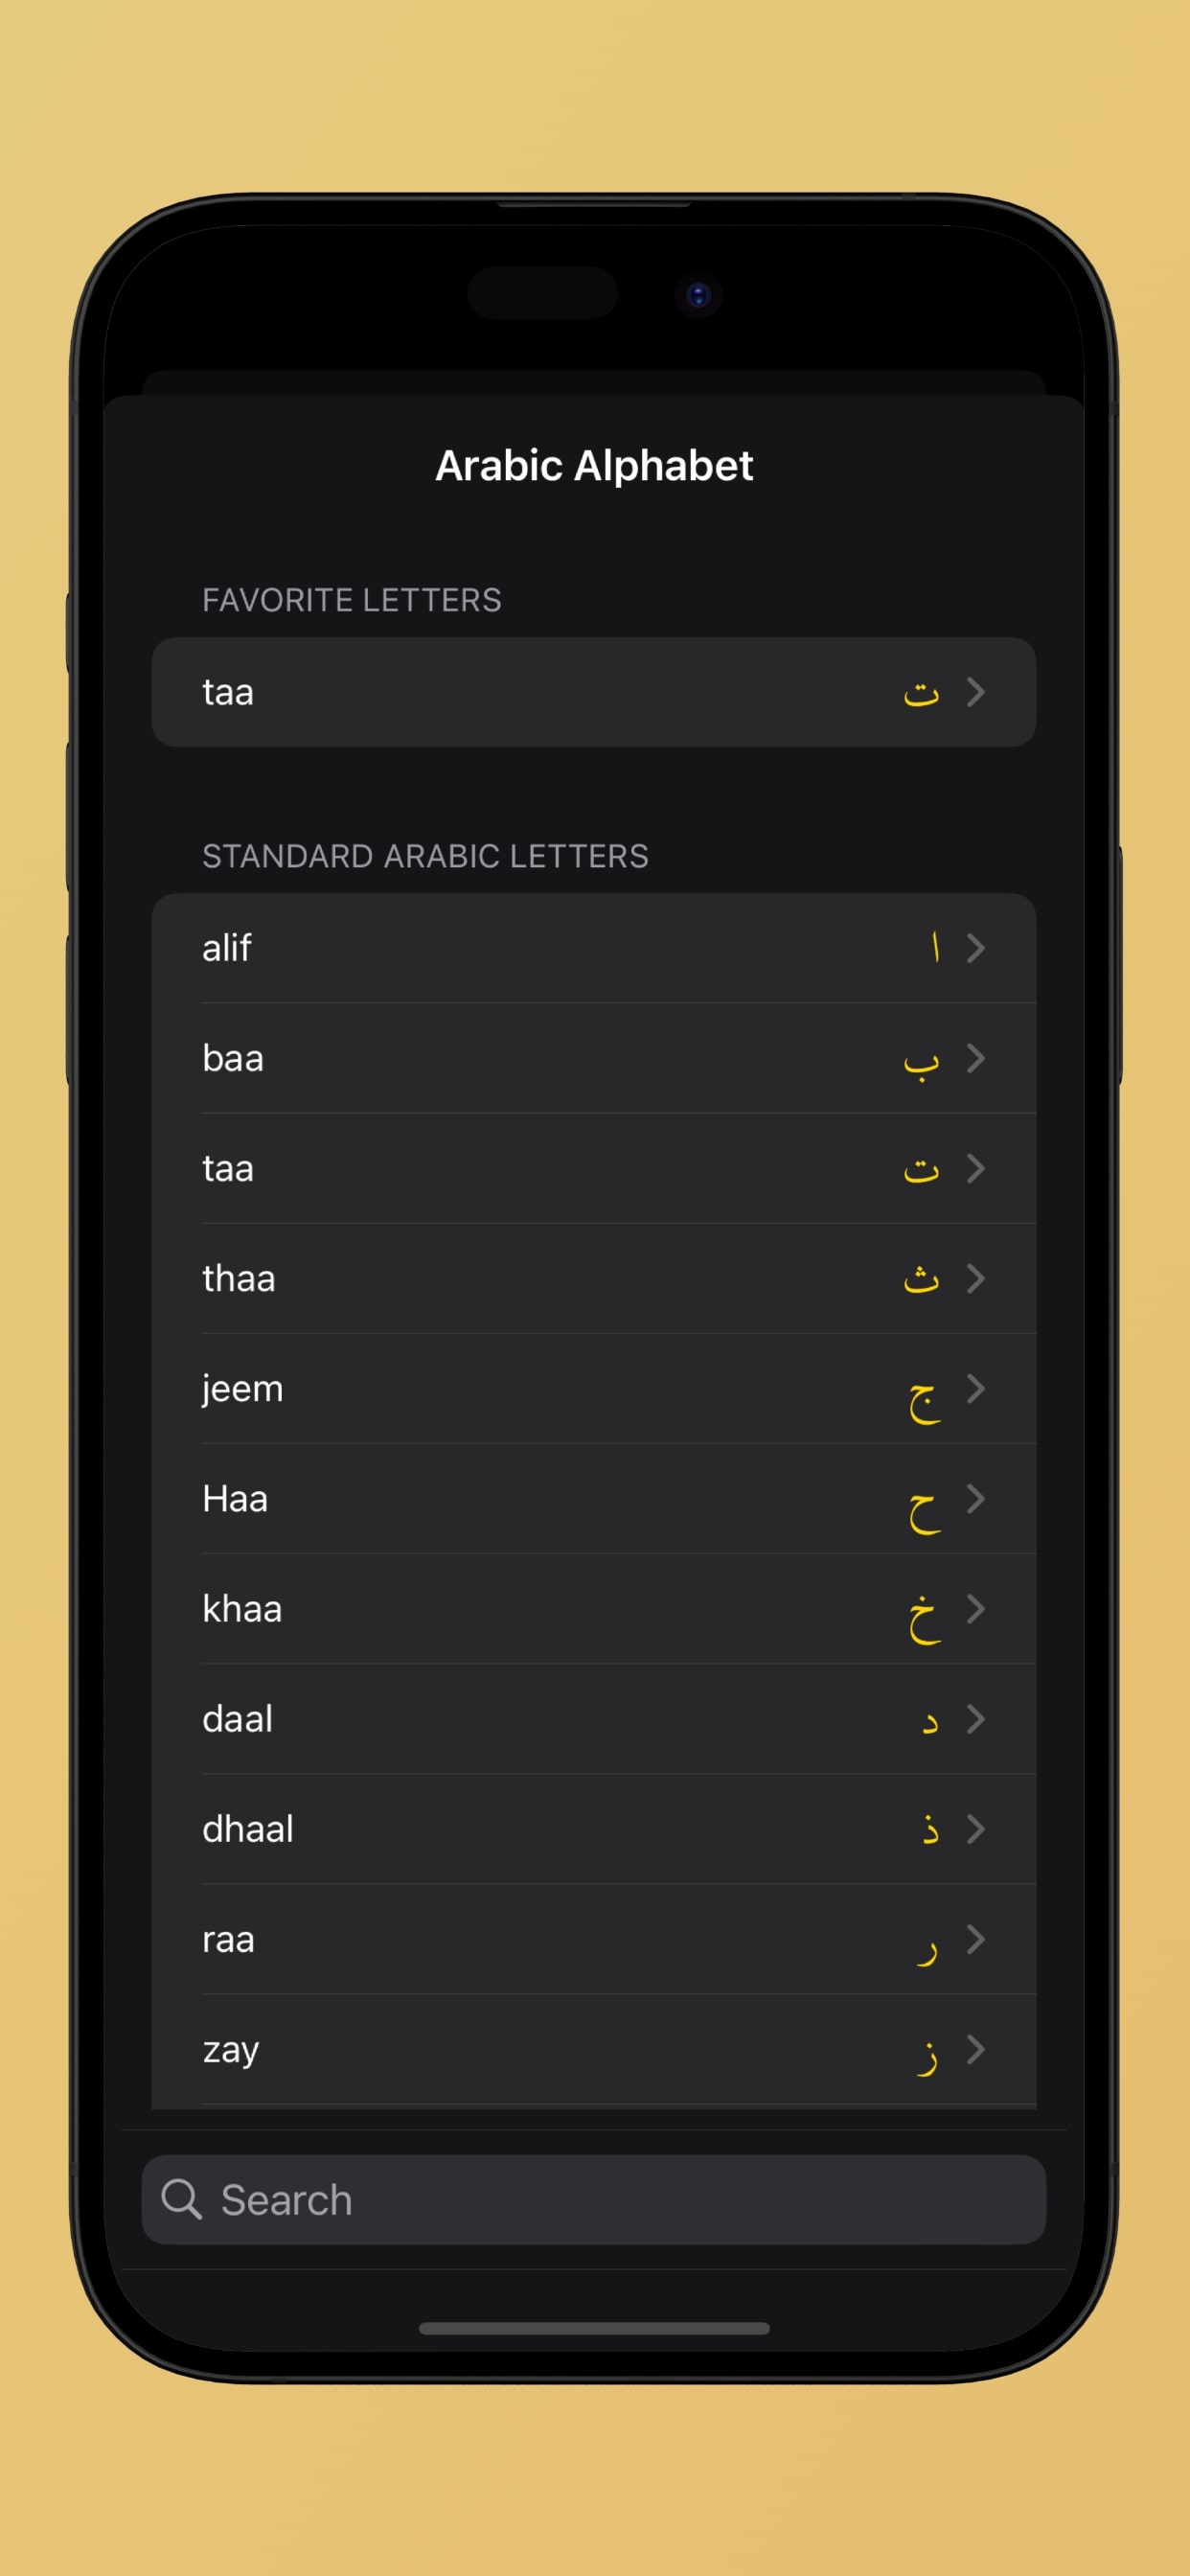 Arabic Alphabet
FAVORITE LETTERS
taa ت
STANDARD ARABIC LETTERS
alif ا
baa ب
taa ت
thaa ث
jeem ج
Haa ح
khaa خ
daal د
dhaal ذ
raa ر
zay ز
Search